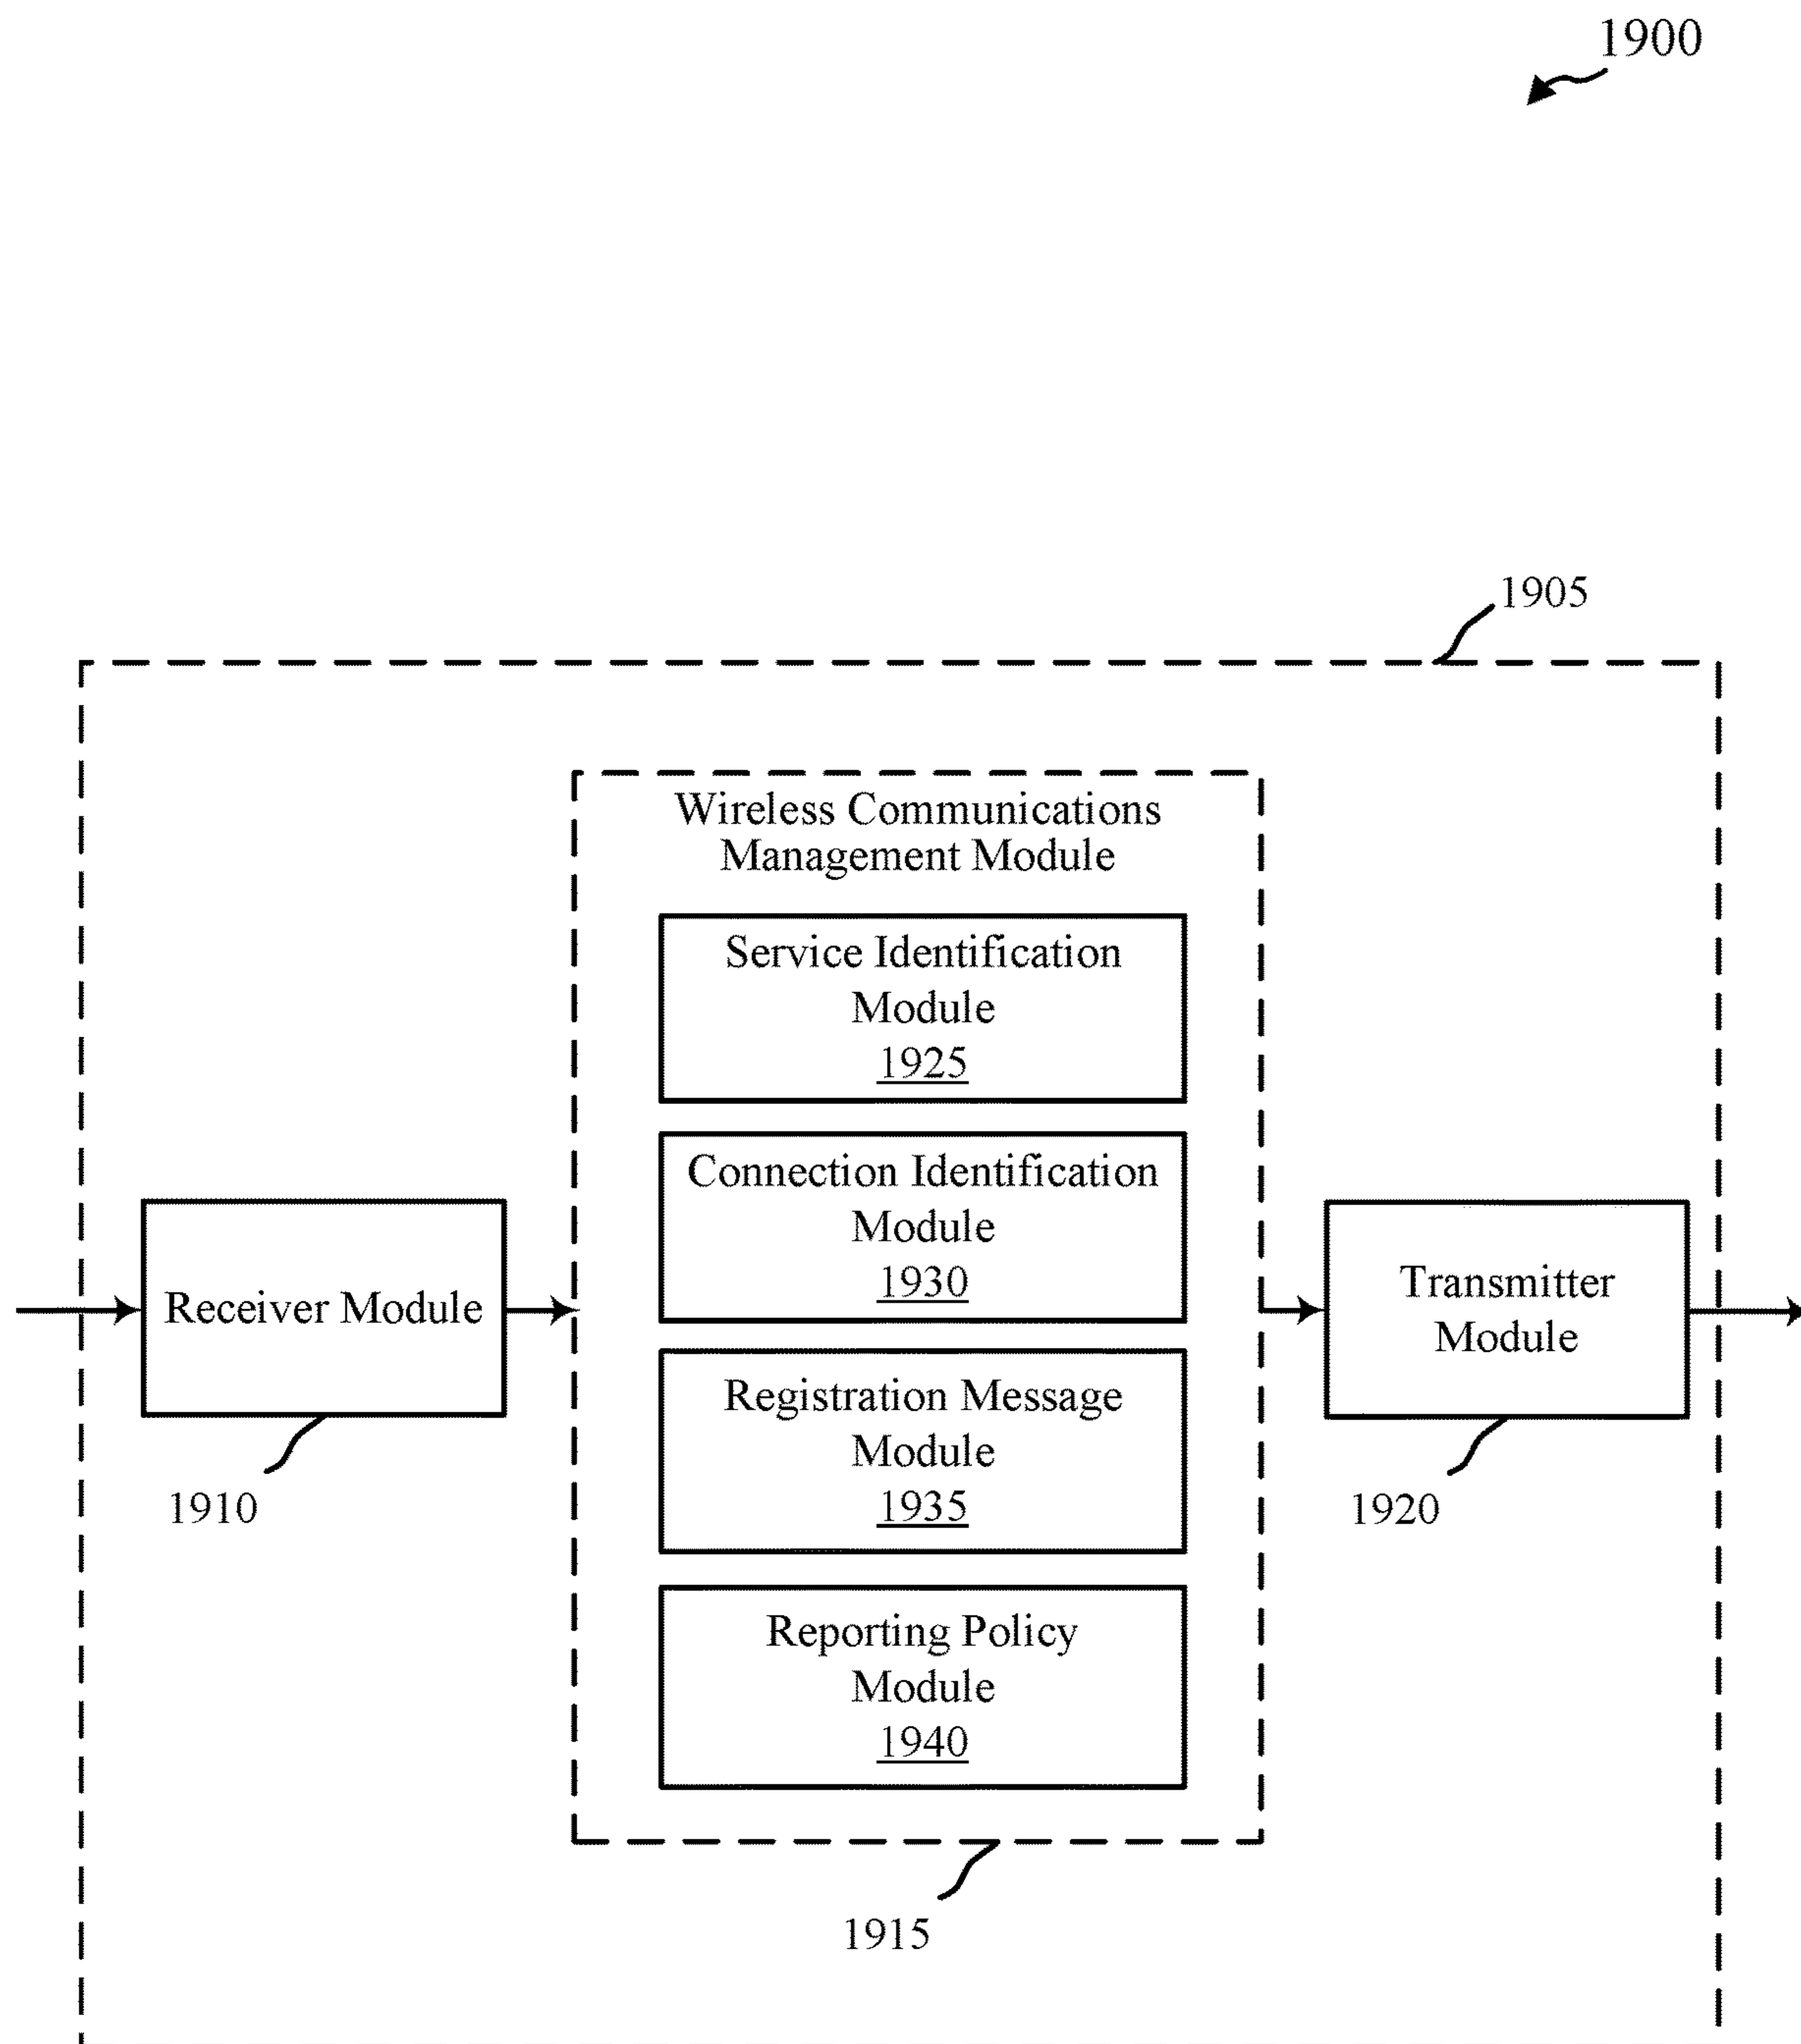 1900
1905
Wireless Communications
Management Module
Service Identification
Module
1925
Connection Identification
Module
1930
Receiver Module
Transmitter
Module
Registration Message
Module
1935
1910
1920
Reporting Policy
Module
1940
1915